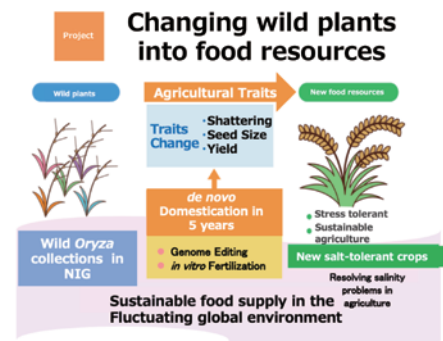 Project
Changing wild plants
into food resources
Wild plants
Agricultural Traits
New food resources
Traits
Change
・Shattering
・Seed Size
・Yield
de novo
Domestication in
5 years
• Genome Editing
• in vitro Fertilization
• Stress tolerant
• Sustainable
agriculture
Wild Oryza
collections in
NIG
New salt-tolerant crops
Resolving salinity
problems in
agriculture
Sustainable food supply in the
Fluctuating global environment